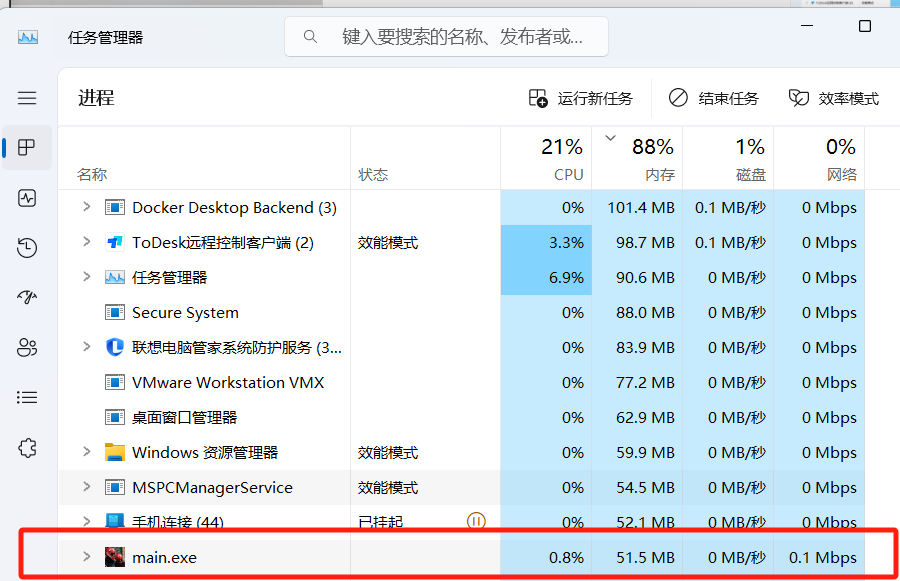 任务管理器
键入要搜索的名称、发布者或...
进程
运行新任务 结束任务 效率模式
21% 88% 1% 0%
名称 状态 CPU 内存 磁盘 网络
Docker Desktop Backend (3) 0% 101.4 MB 0.1 MB/秒 0 Mbps
ToDesk远程控制客户端 (2) 效能模式 3.3% 98.7 MB 0.1 MB/秒 0 Mbps
任务管理器 6.9% 90.6 MB 0 MB/秒 0 Mbps
Secure System 0% 88.0 MB 0 MB/秒 0 Mbps
联想电脑管家系统防护服务 (3... 0% 83.9 MB 0 MB/秒 0 Mbps
VMware Workstation VMX 0% 77.2 MB 0 MB/秒 0 Mbps
桌面窗口管理器 0% 62.9 MB 0 MB/秒 0 Mbps
Windows 资源管理器 效能模式 0% 59.9 MB 0 MB/秒 0 Mbps
MSPCManagerService 效能模式 0% 54.5 MB 0 MB/秒 0 Mbps
手机连接 (44) 已挂起 0% 52.1 MB 0 MB/秒 0 Mbps
main.exe 0.8% 51.5 MB 0 MB/秒 0.1 Mbps